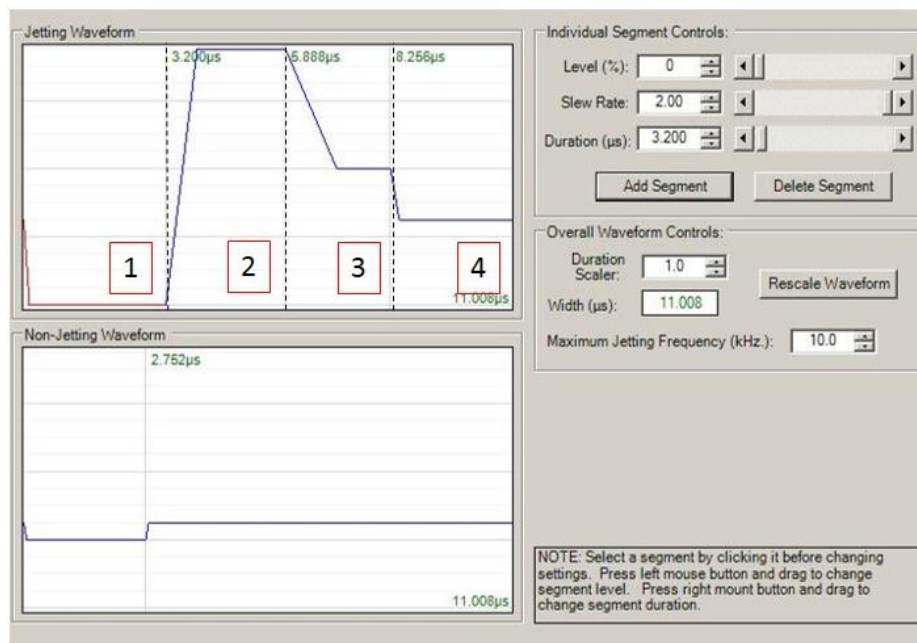 Jetting Waveform
3.200µs
5.888µs
8.256µs
1
2
3
4
11.008µs
Non-Jetting Waveform
2.752µs
11.008µs
Individual Segment Controls:
Level (%): 0
Slew Rate: 2.00
Duration (µs): 3.200
Add Segment
Delete Segment
Overall Waveform Controls:
Duration
Scaler: 1.0
Width (µs): 11.008
Rescale Waveform
Maximum Jetting Frequency (kHz.): 10.0
NOTE: Select a segment by clicking it before changing
settings. Press left mouse button and drag to change
segment level. Press right mount button and drag to
change segment duration.